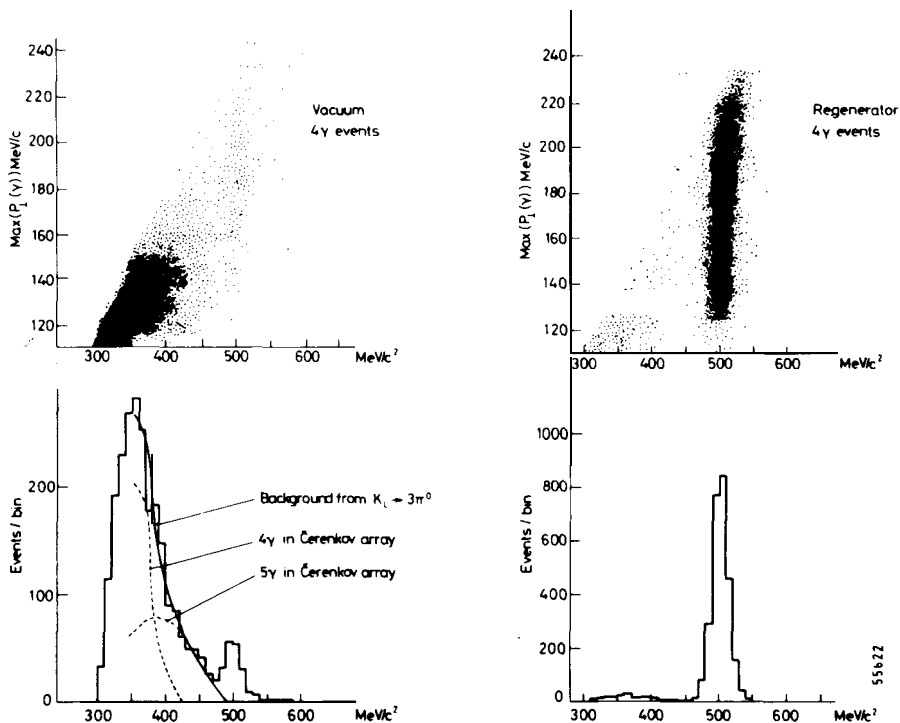 Max(P⊥(γ)) MeV/c
240
220
200
180
160
140
120
Vacuum
4γ events
300 400 500 600 MeV/c²
Max(P⊥(γ)) MeV/c
240
220
200
180
160
140
120
110
Regenerator
4γ events
300 400 500 600 MeV/c²
Events / bin
200
100
0
Background from K_L → 3π⁰
4γ in Čerenkov array
5γ in Čerenkov array
300 400 500 600 MeV/c²
Events / bin
1000
800
600
400
200
0
300 400 500 600 MeV/c²
55622